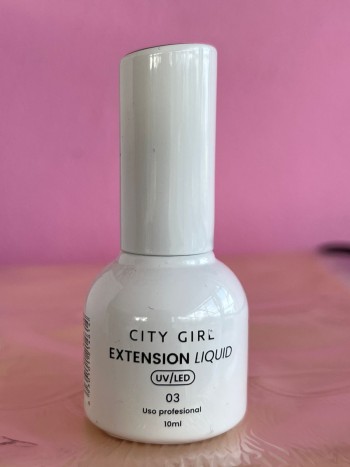 CITY GIRL
EXTENSION LIQUID
UV/LED
03
Uso profesional
10ml